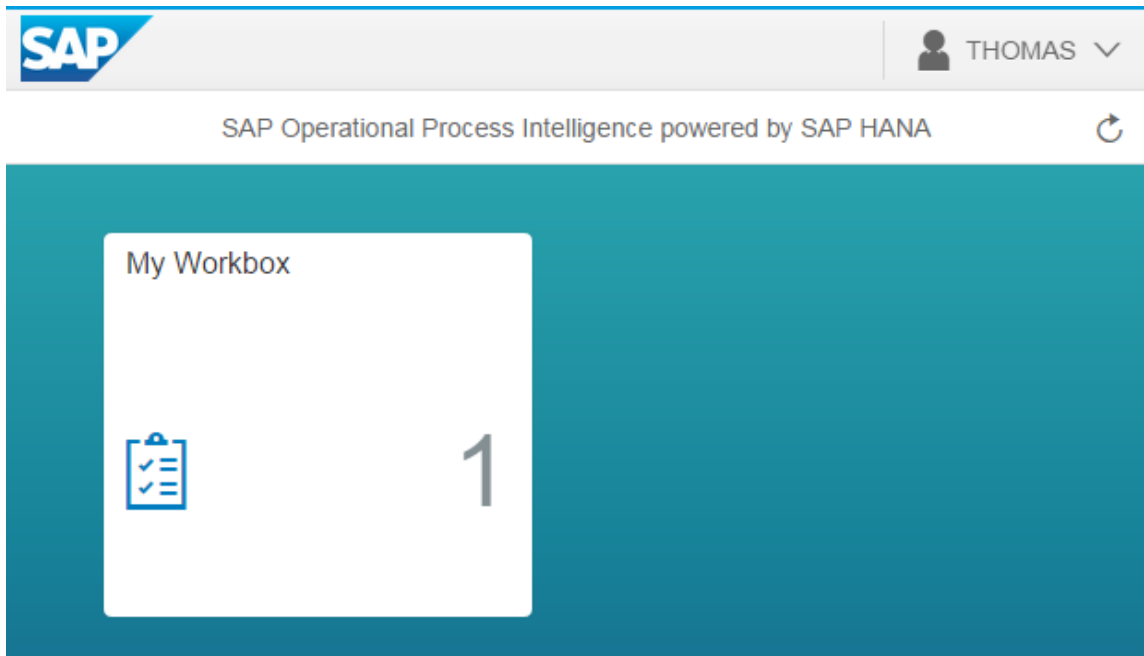 SAP
THOMAS
SAP Operational Process Intelligence powered by SAP HANA
My Workbox
1